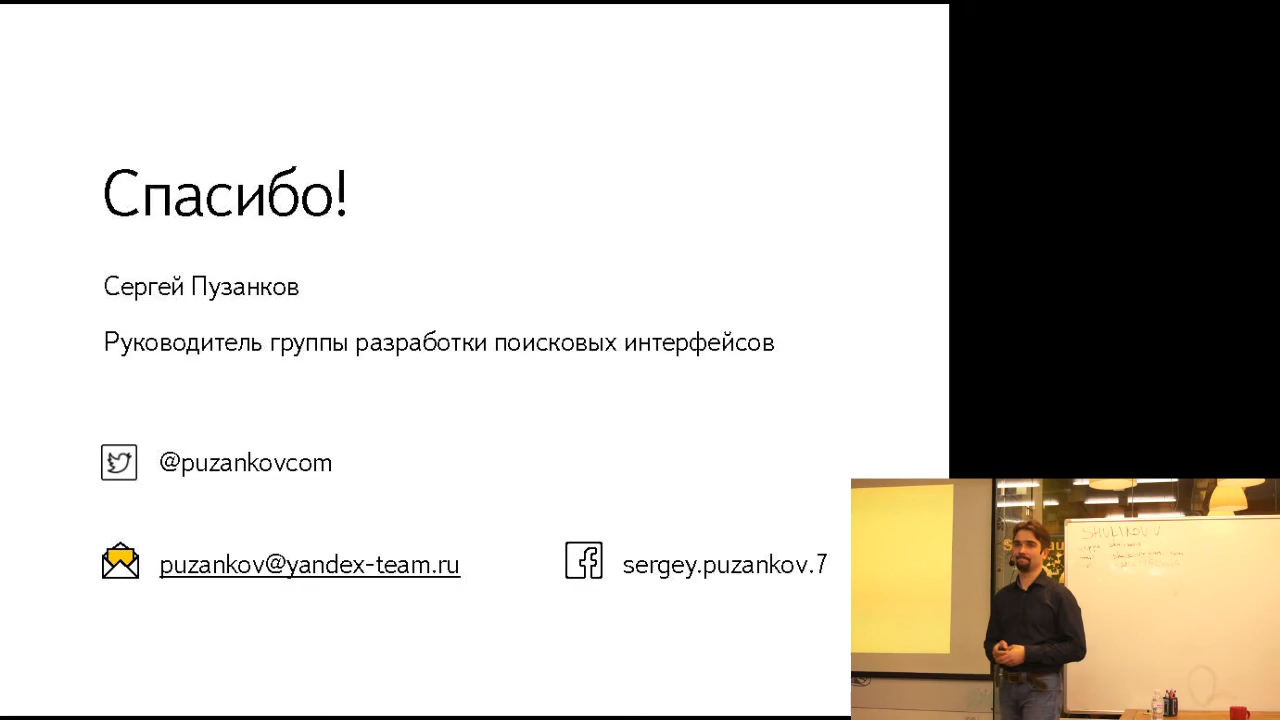 Спасибо!
Сергей Пузанков
Руководитель группы разработки поисковых интерфейсов
@puzankovcom
puzankov@yandex-team.ru
sergey.puzankov.7